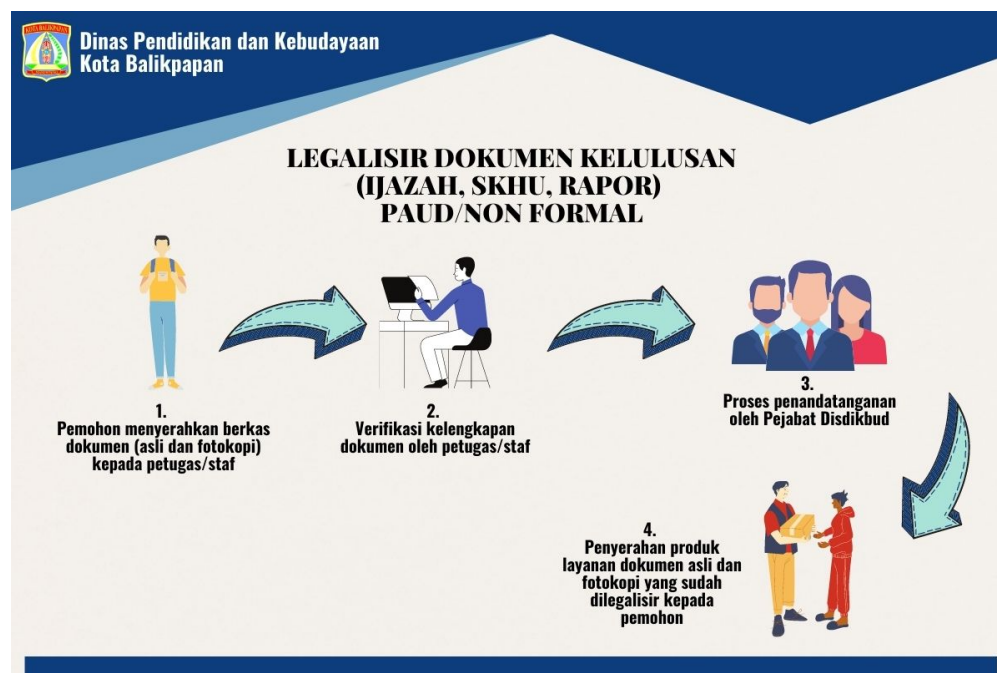 KOTA BALIKPAPAN
Dinas Pendidikan dan Kebudayaan
Kota Balikpapan
LEGALISIR DOKUMEN KELULUSAN
(IJAZAH, SKHU, RAPOR)
PAUD/NON FORMAL
1.
Pemohon menyerahkan berkas
dokumen (asli dan fotokopi)
kepada petugas/staf
2.
Verifikasi kelengkapan
dokumen oleh petugas/staf
3.
Proses penandatanganan
oleh Pejabat Disdikbud
4.
Penyerahan produk
layanan dokumen asli dan
fotokopi yang sudah
dilegalisir kepada
pemohon